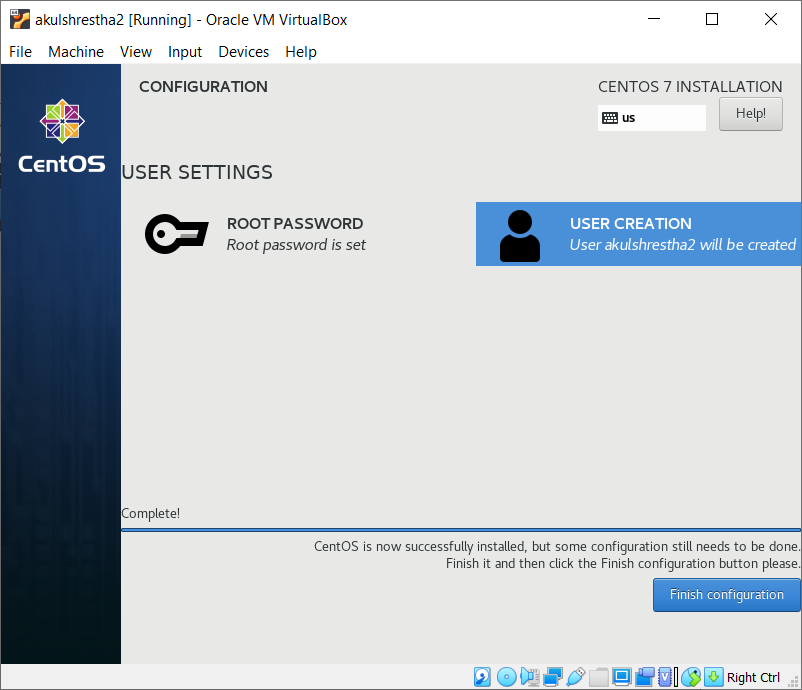 akulshrestha2 [Running] - Oracle VM VirtualBox
File Machine View Input Devices Help
CONFIGURATION
CENTOS 7 INSTALLATION
us
Help!
CentOS
USER SETTINGS
ROOT PASSWORD
Root password is set
USER CREATION
User akulshrestha2 will be created
Complete!
CentOS is now successfully installed, but some configuration still needs to be done.
Finish it and then click the Finish configuration button please.
Finish configuration
Right Ctrl